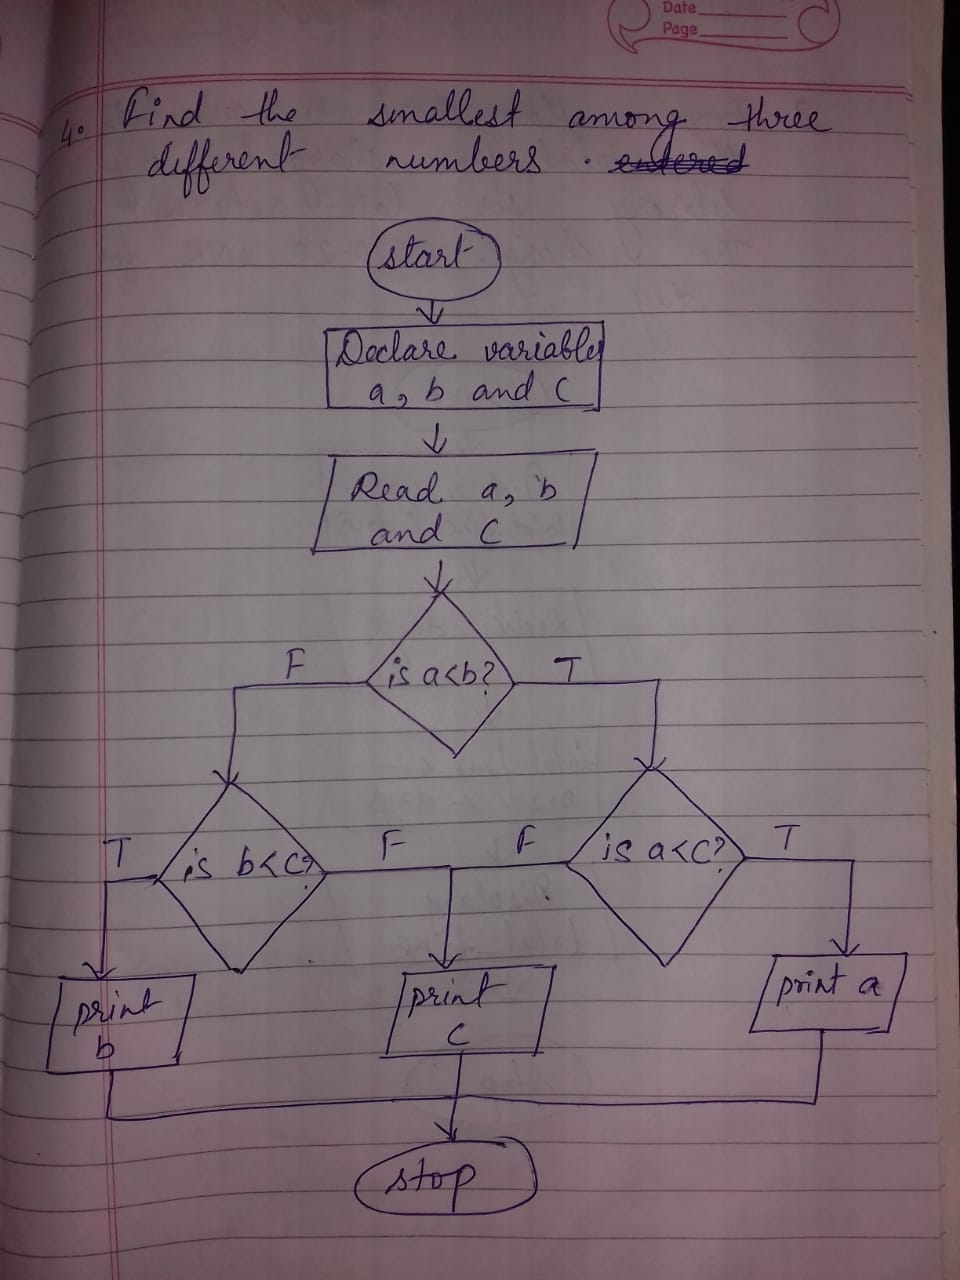 Date
Page
4. Find the smallest among three
different numbers. entered
start
Declare variables
a, b and c
Read a, b
and c
is a<b?
F
T
is b<c?
T
F
is a<c?
F
T
print
b
print
c
print a
stop